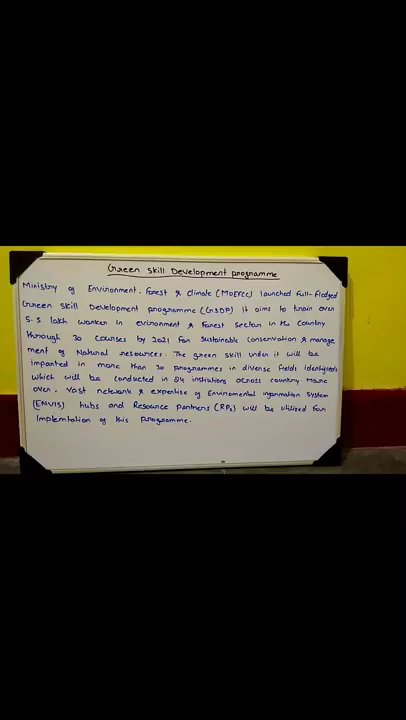 Green Skill Development programme
Ministry of Environment, forest & climate (MoEFCC) launched full-fledged
Green Skill Development programme (GSDP) It aims to train over
5.5 lakh worker in evironment & forest sector in the country
through 30 courses by 2021 for Sustainable conservation & manage
ment of Natural resources. The green skill under it will be
imparted in more than 30 programmes in diverse fields identified
which will be conducted in 84 institions across country. More
over, vast network & expertise of Enviromental information System
(ENVIS) hubs and Resource partners (RPs) will be utilized for
Implemtation of this programme.